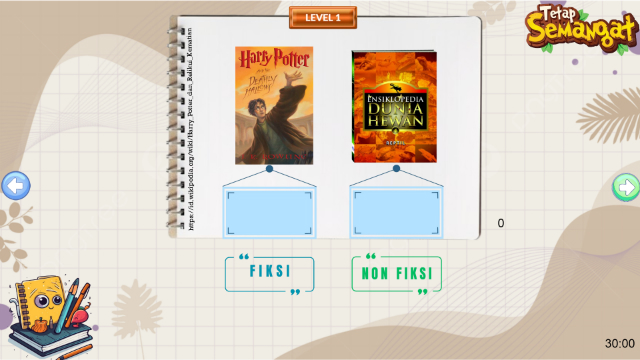 LEVEL 1
Tetap
Semangat
https://id.wikipedia.org/wiki/Harry_Potter_dan_Relikui_Kematian
Harry Potter
AND THE
DEATHLY
HALLOWS
ENSIKLOPEDIA
DUNIA
HEWAN
0
FIKSI
NON FIKSI
30:00